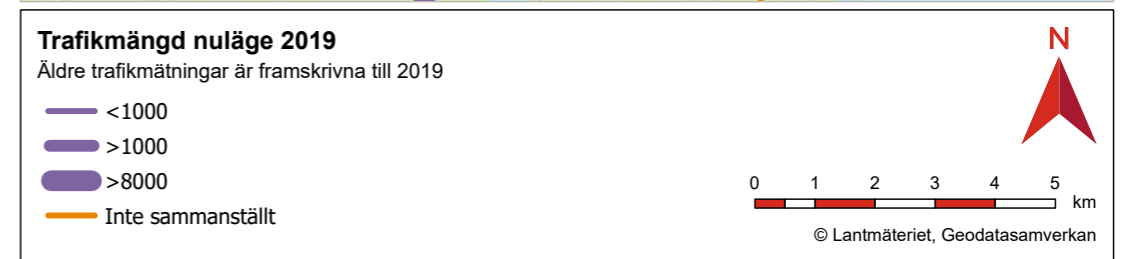 Trafikmängd nuläge 2019
Äldre trafikmätningar är framskrivna till 2019
<1000
>1000
>8000
Inte sammanställt
N
0 1 2 3 4 5
km
© Lantmäteriet, Geodatasamverkan